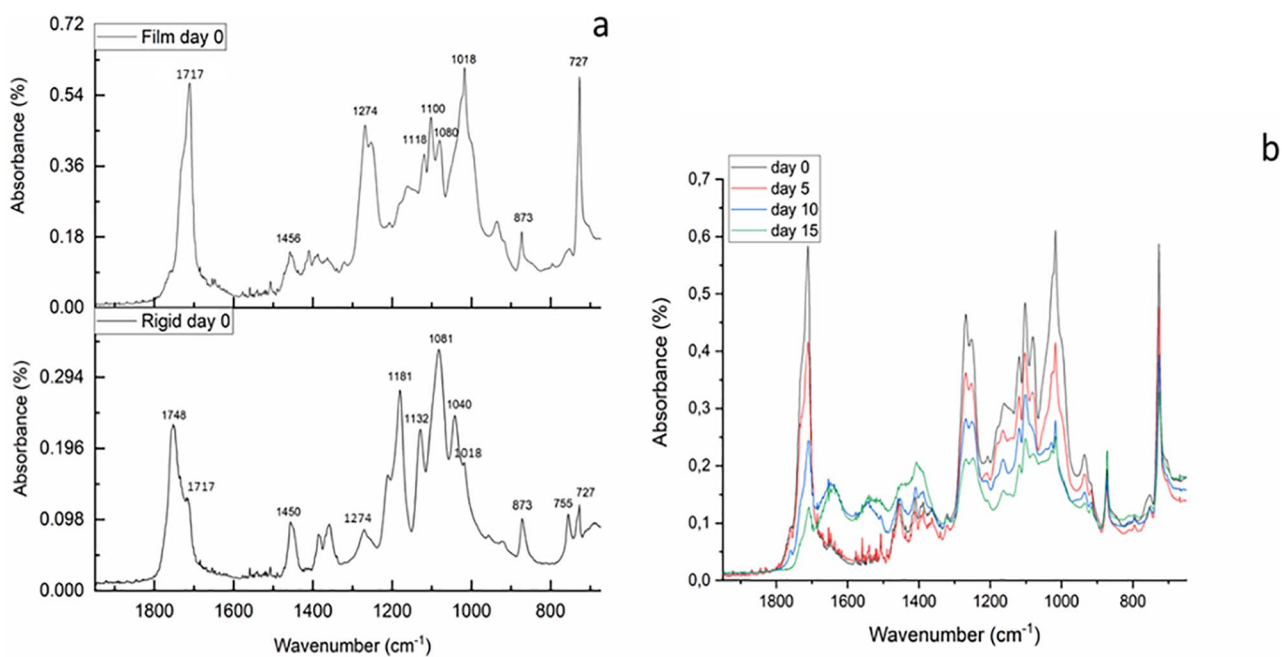 a
Film day 0
0.72
0.54
0.36
0.18
0.00
Absorbance (%)
1717
1456
1274
1118
1100
1080
1018
873
727
Rigid day 0
0.294
0.196
0.098
0.000
Absorbance (%)
1748
1717
1450
1274
1181
1132
1081
1040
1018
873
755
727
1800 1600 1400 1200 1000 800
Wavenumber (cm⁻¹)
b
day 0
day 5
day 10
day 15
0,7
0,6
0,5
0,4
0,3
0,2
0,1
0,0
Absorbance (%)
1800 1600 1400 1200 1000 800
Wavenumber (cm⁻¹)